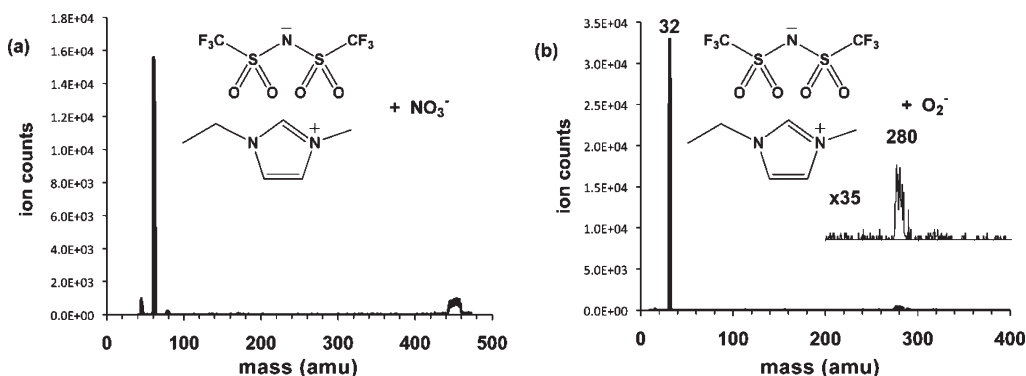 (a)
ion counts
1.8E+04
1.6E+04
1.4E+04
1.2E+04
1.0E+04
8.0E+03
6.0E+03
4.0E+03
2.0E+03
0.0E+00
0 100 200 300 400 500
mass (amu)
F₃C N⁻ CF₃
S S
O O O O
+ NO₃⁻
N N⁺
(b)
ion counts
3.5E+04
3.0E+04
2.5E+04
2.0E+04
1.5E+04
1.0E+04
5.0E+03
0.0E+00
0 100 200 300 400
mass (amu)
32
F₃C N⁻ CF₃
S S
O O O O
+ O₂⁻
N N⁺
280
x35